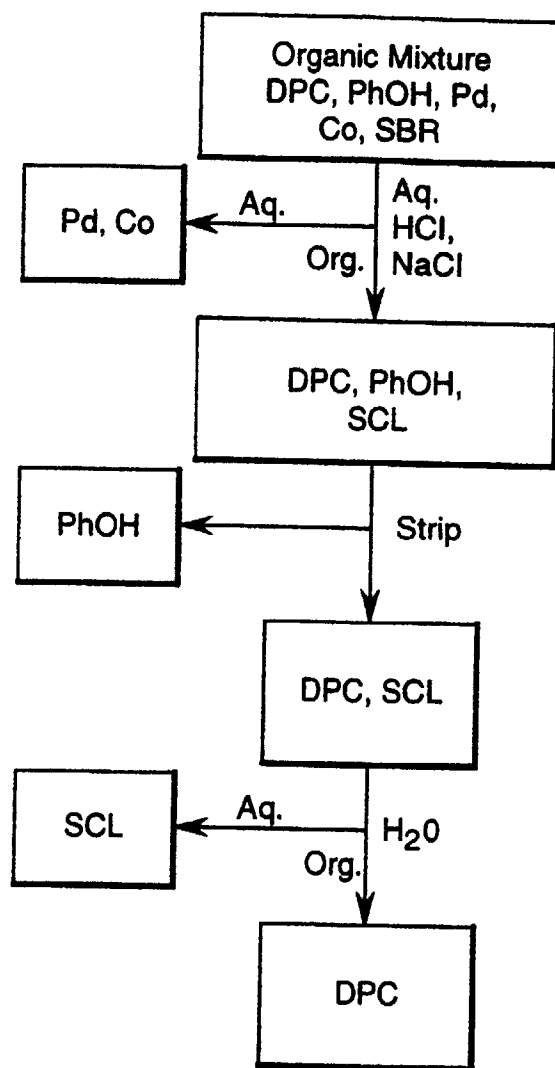 Organic Mixture
DPC, PhOH, Pd,
Co, SBR
Pd, Co
Aq.
Org.
Aq.
HCl,
NaCl
DPC, PhOH,
SCL
PhOH
Strip
DPC, SCL
SCL
Aq.
Org.
H20
DPC